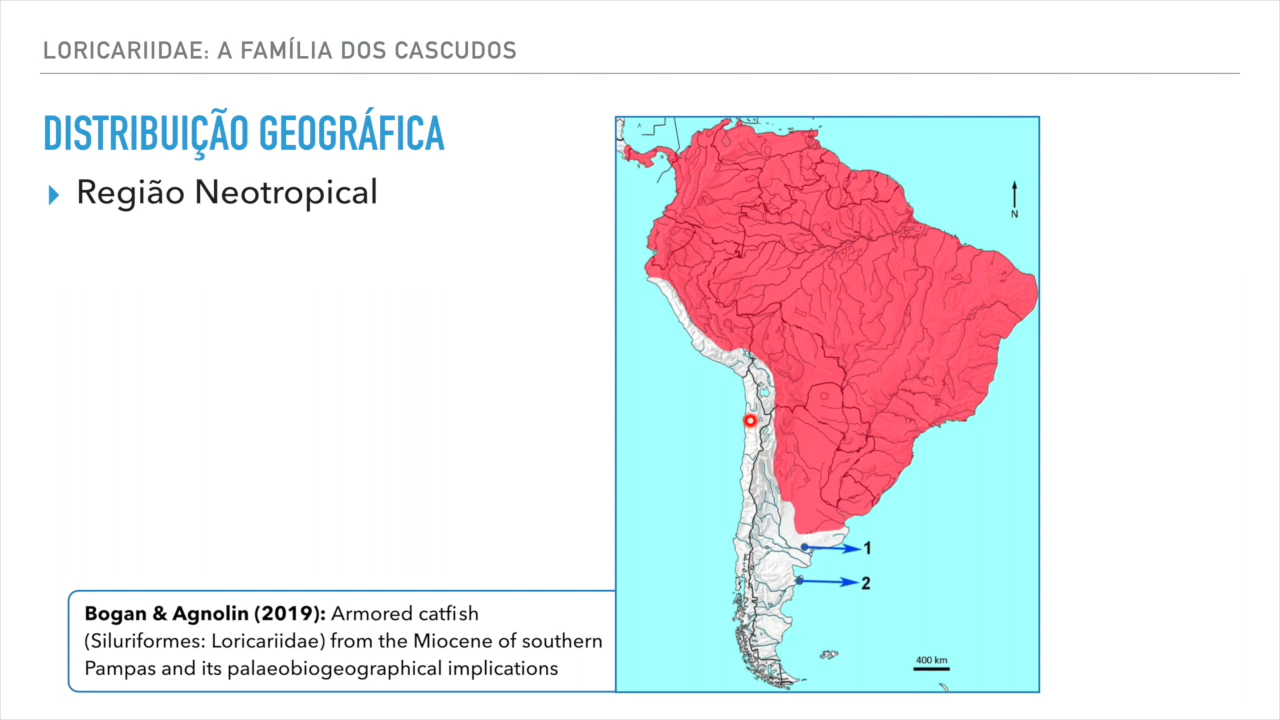 LORICARIIDAE: A FAMÍLIA DOS CASCUDOS
DISTRIBUIÇÃO GEOGRÁFICA
Região Neotropical
N
1
2
400 km
Bogan & Agnolin (2019): Armored catfish
(Siluriformes: Loricariidae) from the Miocene of southern
Pampas and its palaeobiogeographical implications